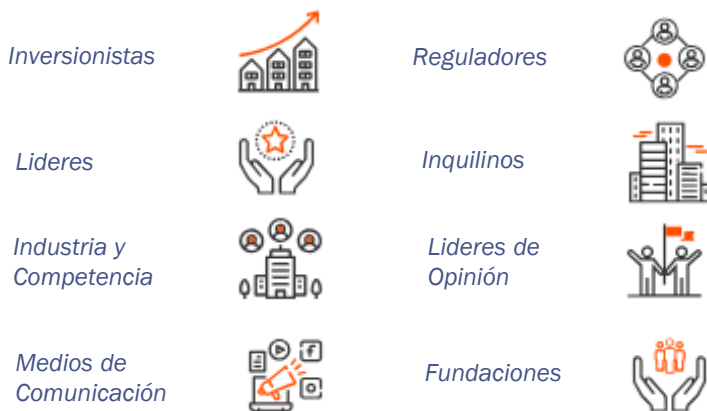 Inversionistas
Reguladores
Lideres
Inquilinos
Industria y
Competencia
Lideres de
Opinión
Medios de
Comunicación
Fundaciones